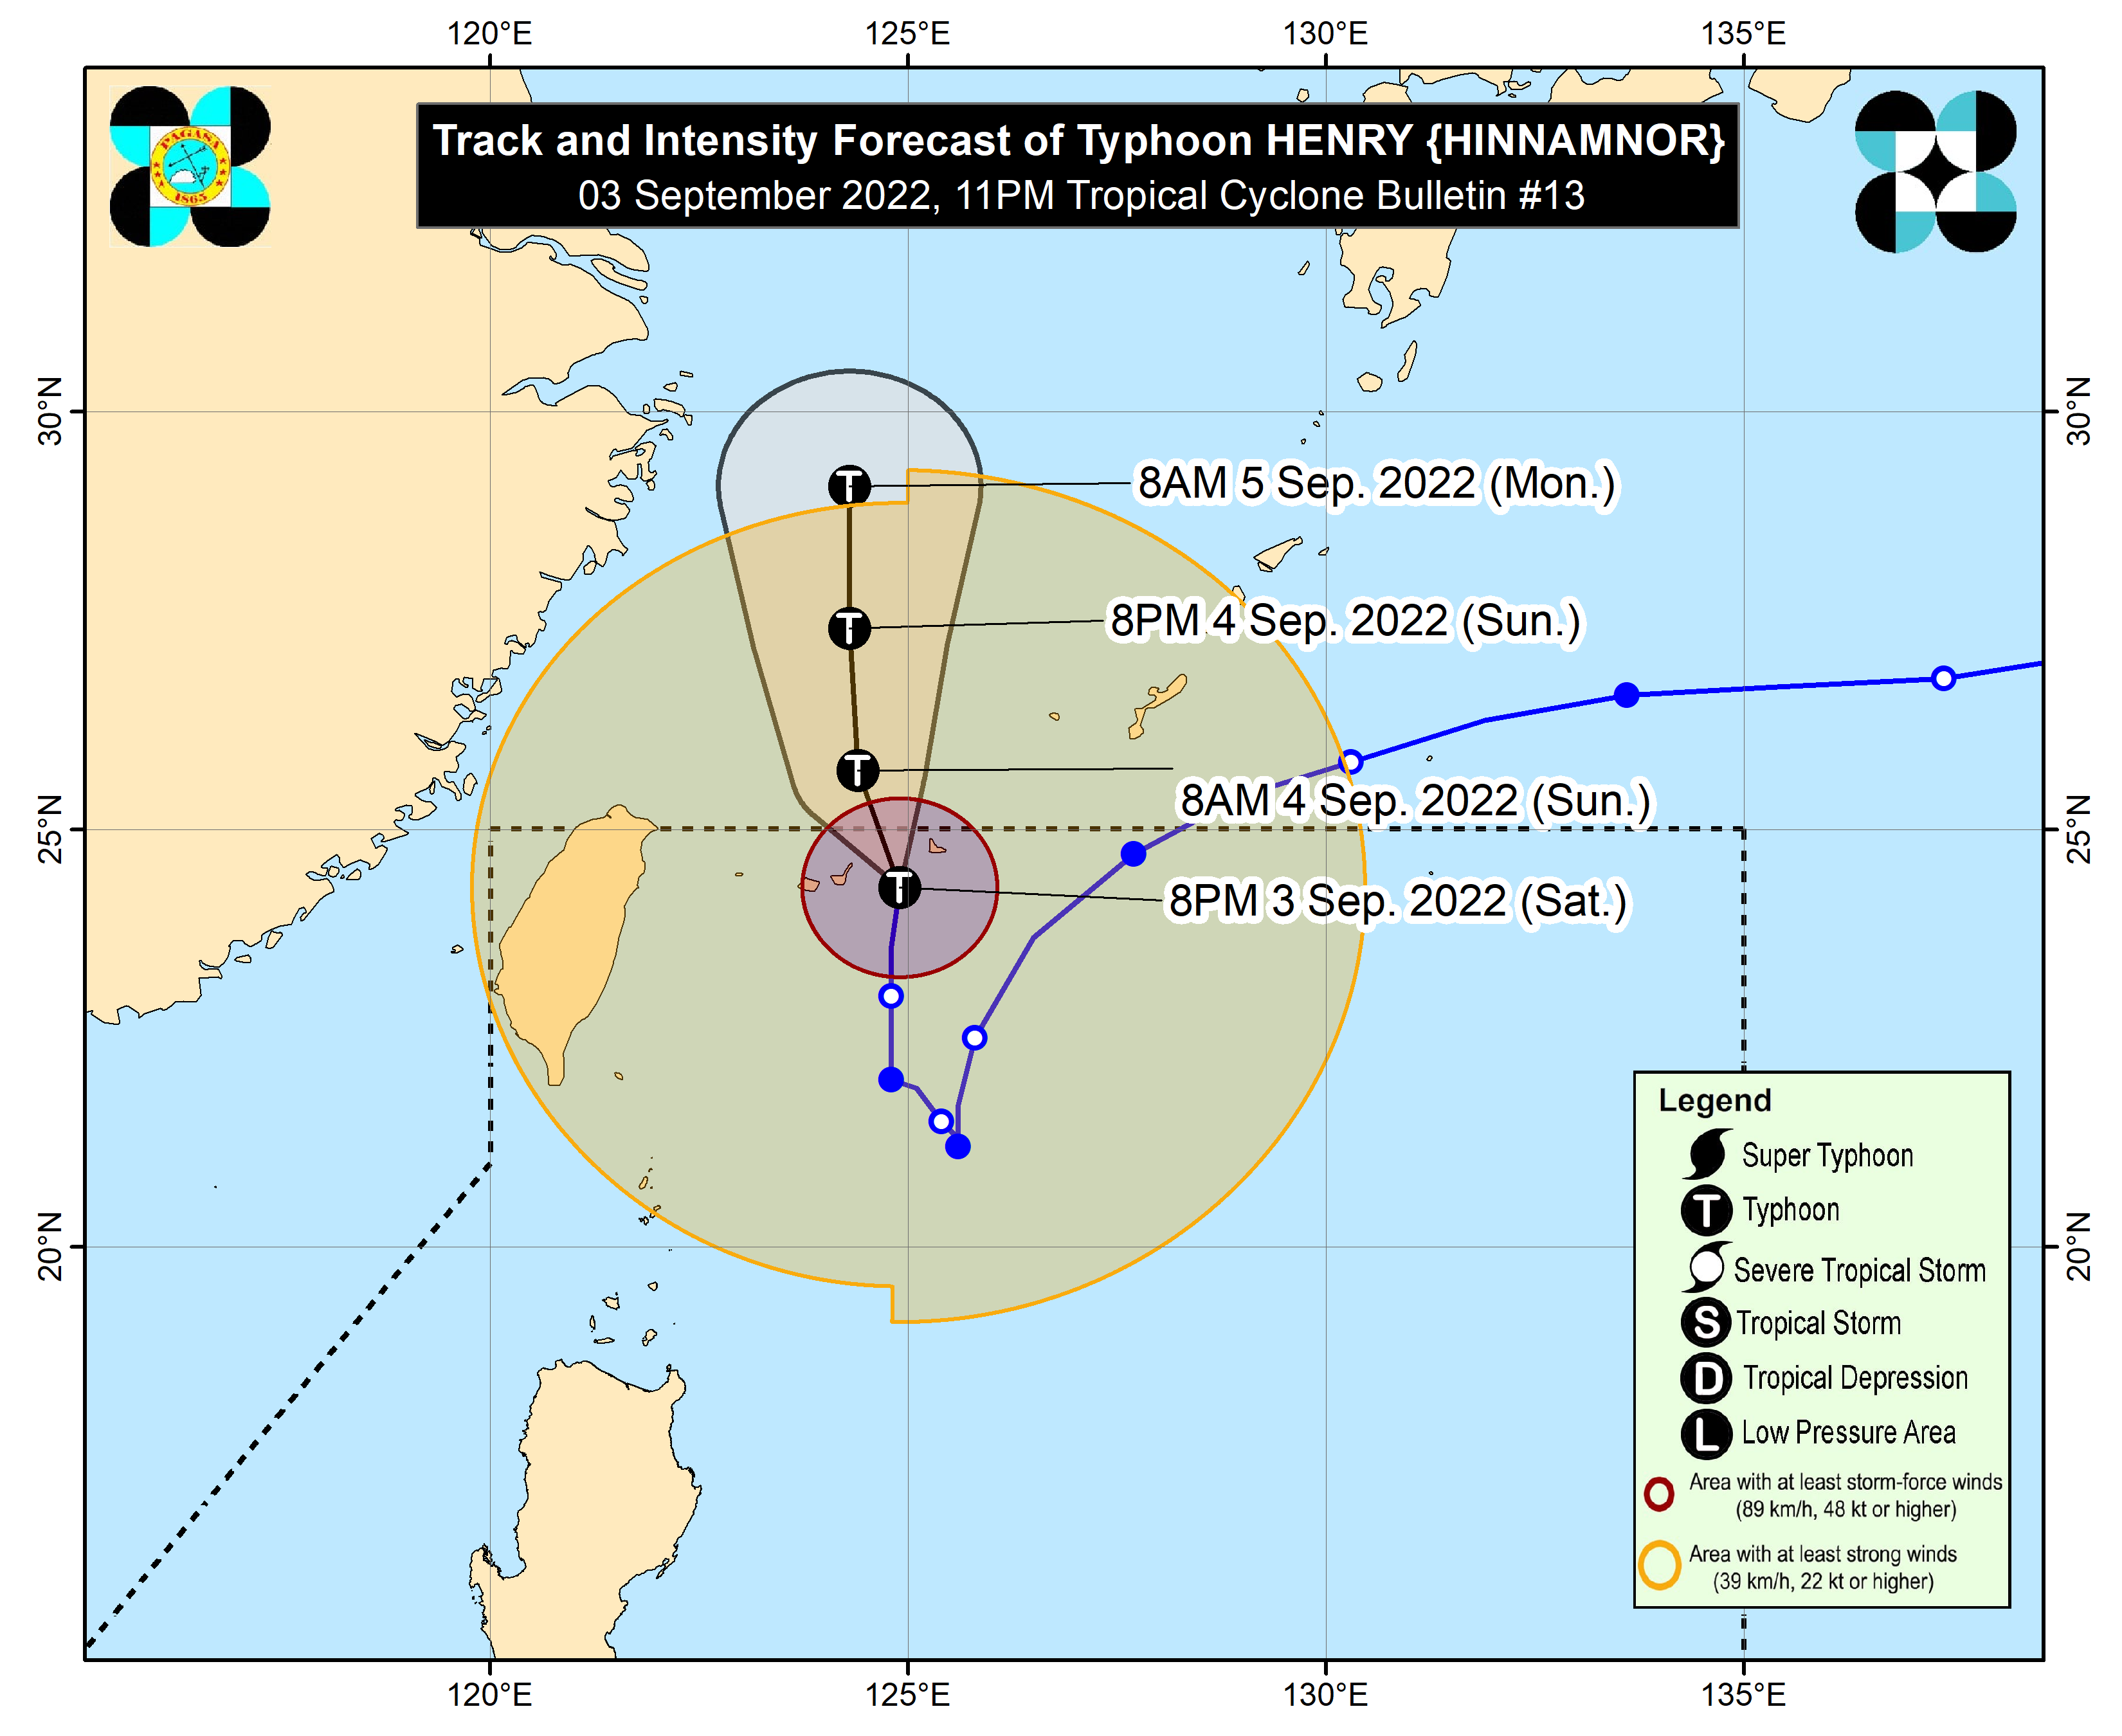 120°E
125°E
130°E
135°E
PAGASA
1865
Track and Intensity Forecast of Typhoon HENRY {HINNAMNOR}
03 September 2022, 11PM Tropical Cyclone Bulletin #13
30°N
30°N
T
8AM 5 Sep. 2022 (Mon.)
T
8PM 4 Sep. 2022 (Sun.)
T
8AM 4 Sep. 2022 (Sun.)
25°N
25°N
T
8PM 3 Sep. 2022 (Sat.)
20°N
20°N
Legend
Super Typhoon
T Typhoon
Severe Tropical Storm
S Tropical Storm
D Tropical Depression
L Low Pressure Area
Area with at least storm-force winds
(89 km/h, 48 kt or higher)
Area with at least strong winds
(39 km/h, 22 kt or higher)
120°E
125°E
130°E
135°E